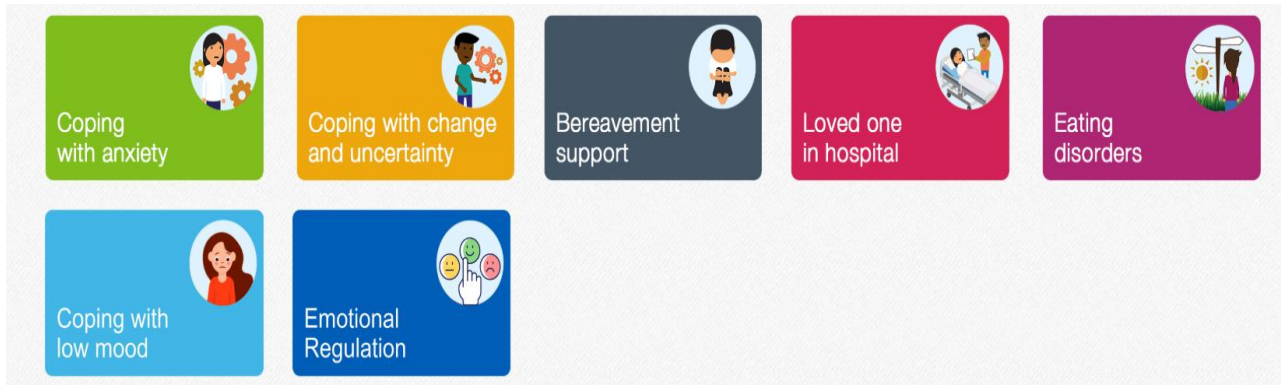 Coping
with anxiety
Coping with change
and uncertainty
Bereavement
support
Loved one
in hospital
Eating
disorders
Coping with
low mood
Emotional
Regulation